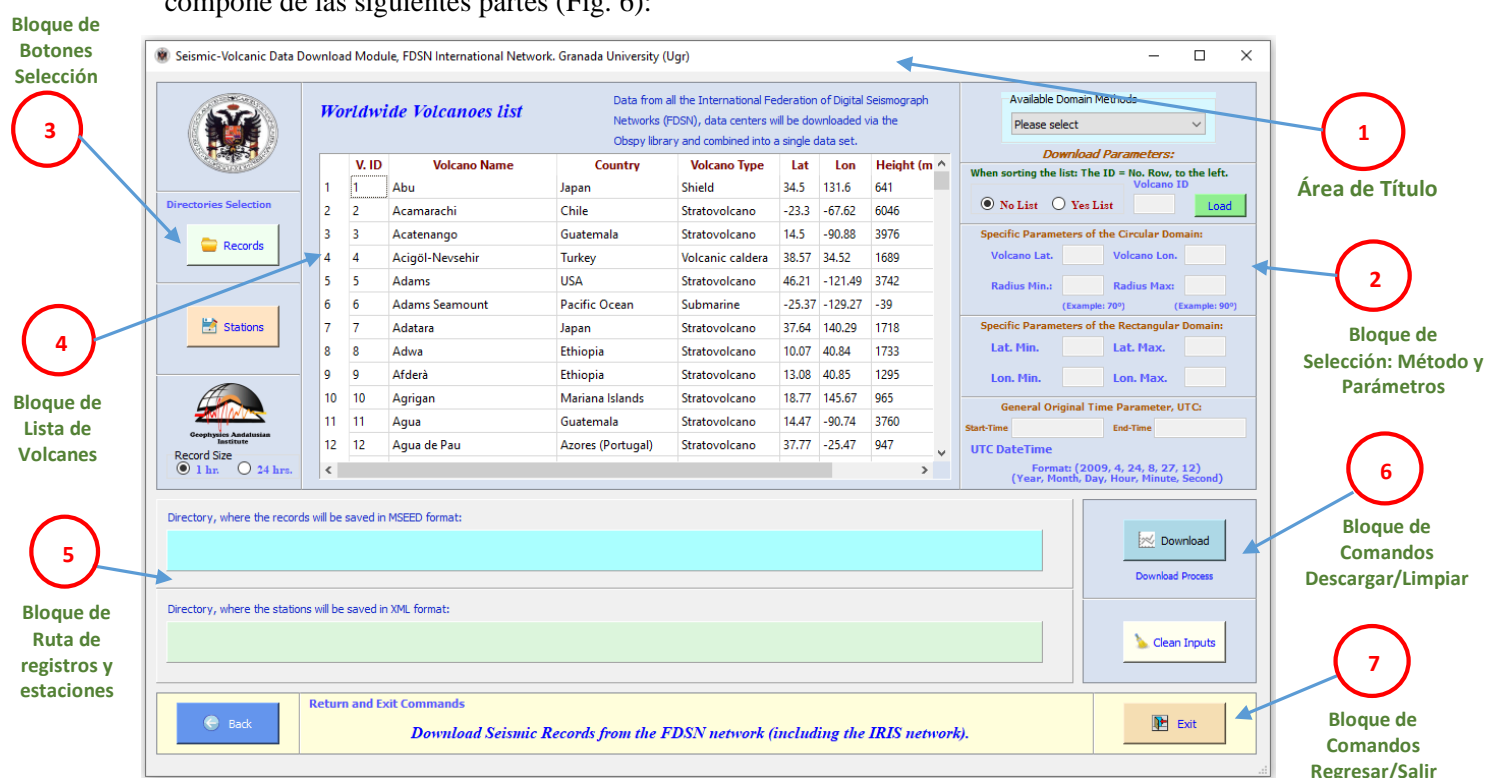 compone de las siguientes partes (Fig. 6):
Bloque de
Botones
Selección
3
4
Bloque de
Lista de
Volcanes
5
Bloque de
Ruta de
registros y
estaciones
Seismic-Volcanic Data Download Module, FDSN International Network. Granada University (Ugr)
Directories Selection
Records
Stations
Geophysics Andalusian
Institute
Record Size
1 hr. 24 hrs.
Worldwide Volcanoes list
Data from all the International Federation of Digital Seismograph
Networks (FDSN), data centers will be downloaded via the
Obspy library and combined into a single data set.
V. ID Volcano Name Country Volcano Type Lat Lon Height (m
1 1 Abu Japan Shield 34.5 131.6 641
2 2 Acamarachi Chile Stratovolcano -23.3 -67.62 6046
3 3 Acatenango Guatemala Stratovolcano 14.5 -90.88 3976
4 4 Acigöl-Nevsehir Turkey Volcanic caldera 38.57 34.52 1689
5 5 Adams USA Stratovolcano 46.21 -121.49 3742
6 6 Adams Seamount Pacific Ocean Submarine -25.37 -129.27 -39
7 7 Adatara Japan Stratovolcano 37.64 140.29 1718
8 8 Adwa Ethiopia Stratovolcano 10.07 40.84 1733
9 9 Afderà Ethiopia Stratovolcano 13.08 40.85 1295
10 10 Agrigan Mariana Islands Stratovolcano 18.77 145.67 965
11 11 Agua Guatemala Stratovolcano 14.47 -90.74 3760
12 12 Agua de Pau Azores (Portugal) Stratovolcano 37.77 -25.47 947
Available Domain Methods
Please select
Download Parameters:
When sorting the list: The ID = No. Row, to the left.
Volcano ID
No List Yes List Load
Specific Parameters of the Circular Domain:
Volcano Lat. Volcano Lon.
Radius Min.: Radius Max:
(Example: 70º) (Example: 90º)
Specific Parameters of the Rectangular Domain:
Lat. Min. Lat. Max.
Lon. Min. Lon. Max.
General Original Time Parameter, UTC:
Start-Time End-Time
UTC DateTime
Format: (2009, 4, 24, 8, 27, 12)
(Year, Month, Day, Hour, Minute, Second)
Directory, where the records will be saved in MSEED format:
Directory, where the stations will be saved in XML format:
Download
Download Process
Clean Inputs
Back
Return and Exit Commands
Download Seismic Records from the FDSN network (including the IRIS network).
Exit
1
Área de Título
2
Bloque de
Selección: Método y
Parámetros
6
Bloque de
Comandos
Descargar/Limpiar
7
Bloque de
Comandos
Regresar/Salir